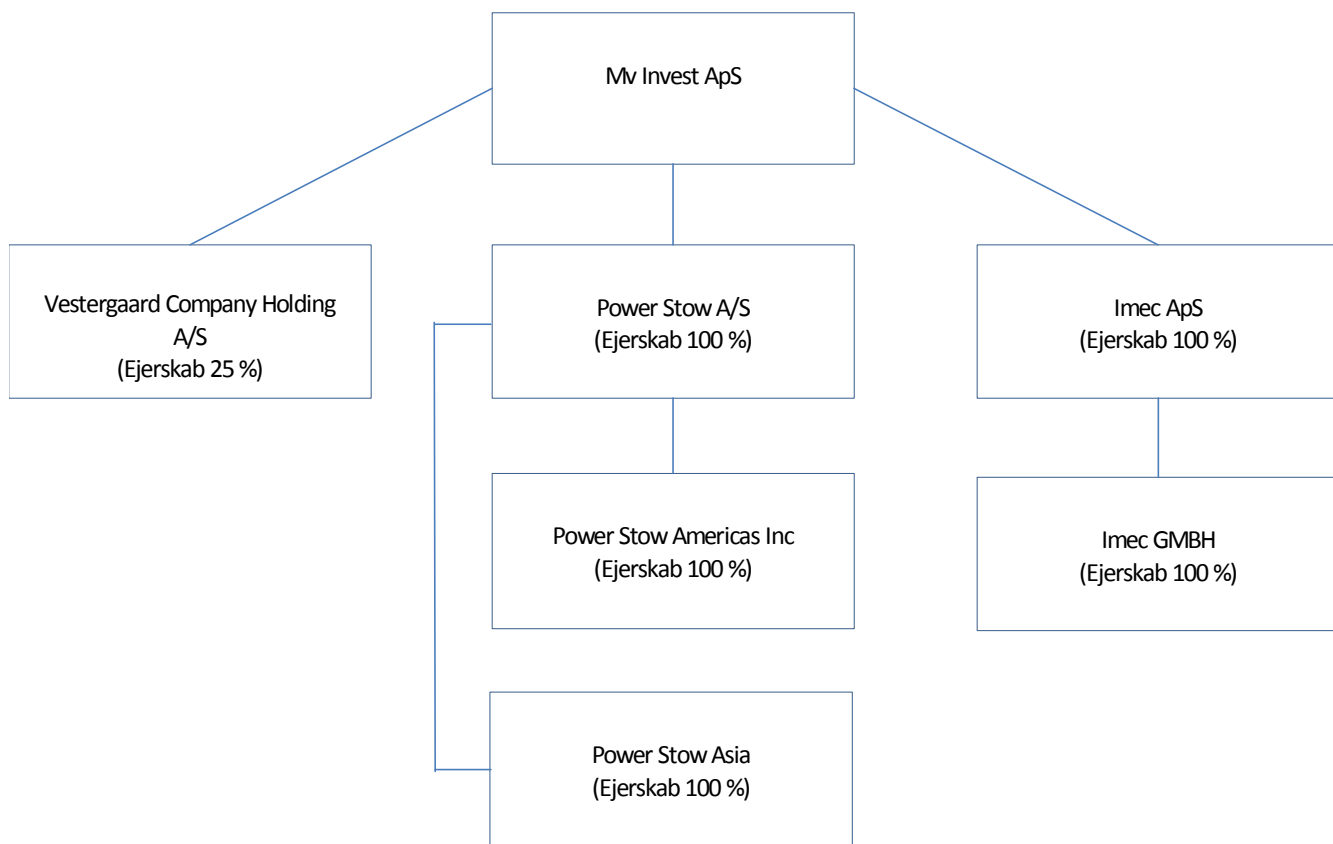 Mv Invest ApS
Vestergaard Company Holding
A/S
(Ejerskab 25 %)
Power Stow A/S
(Ejerskab 100 %)
Imec ApS
(Ejerskab 100 %)
Power Stow Americas Inc
(Ejerskab 100 %)
Imec GMBH
(Ejerskab 100 %)
Power Stow Asia
(Ejerskab 100 %)